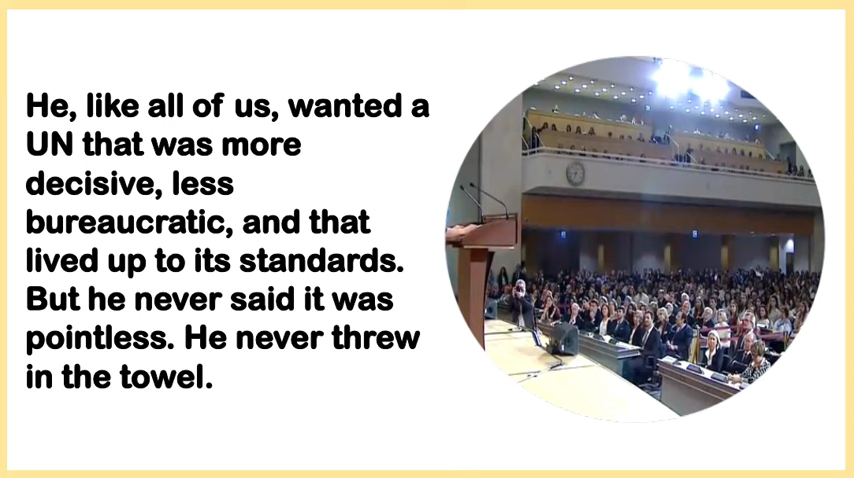 He, like all of us, wanted a
UN that was more
decisive, less
bureaucratic, and that
lived up to its standards.
But he never said it was
pointless. He never threw
in the towel.